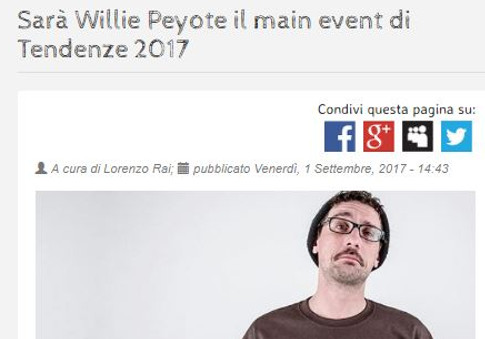 Sarà Willie Peyote il main event di
Tendenze 2017
Condivi questa pagina su:
A cura di Lorenzo Rai; pubblicato Venerdì, 1 Settembre, 2017 - 14:43